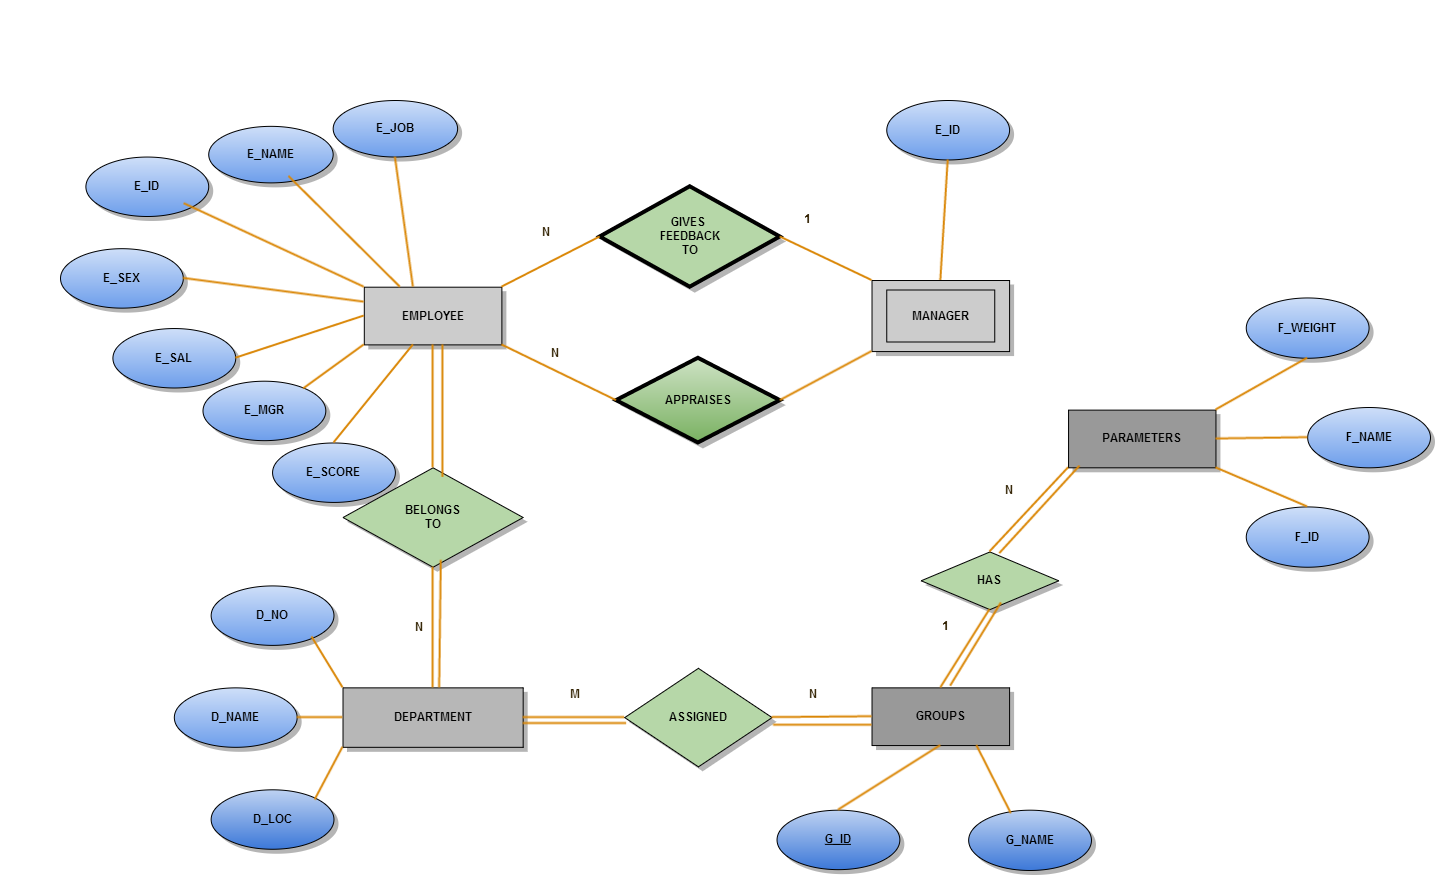 E_JOB
E_ID
E_NAME
E_ID
GIVES
FEEDBACK
TO
1
N
E_SEX
EMPLOYEE
MANAGER
F_WEIGHT
E_SAL
N
APPRAISES
E_MGR
PARAMETERS
F_NAME
E_SCORE
N
BELONGS
TO
F_ID
HAS
D_NO
N
1
M
N
D_NAME
DEPARTMENT
ASSIGNED
GROUPS
D_LOC
G_ID
G_NAME